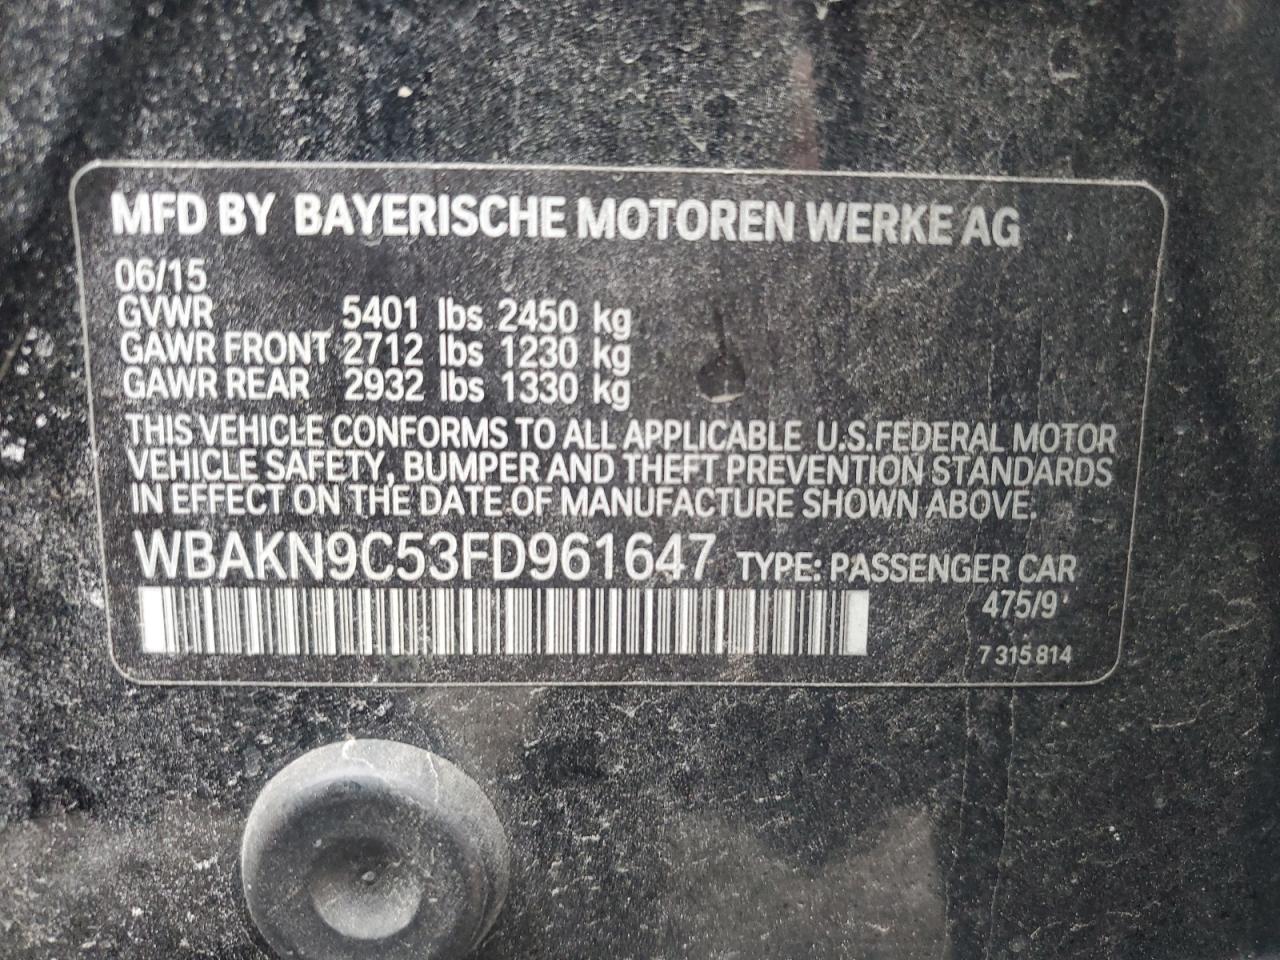 MFD BY BAYERISCHE MOTOREN WERKE AG
06/15
GVWR 5401 lbs 2450 kg
GAWR FRONT 2712 lbs 1230 kg
GAWR REAR 2932 lbs 1330 kg
THIS VEHICLE CONFORMS TO ALL APPLICABLE U.S.FEDERAL MOTOR
VEHICLE SAFETY, BUMPER AND THEFT PREVENTION STANDARDS
IN EFFECT ON THE DATE OF MANUFACTURE SHOWN ABOVE.
WBAKN9C53FD961647 TYPE: PASSENGER CAR
475/9
7 315 814